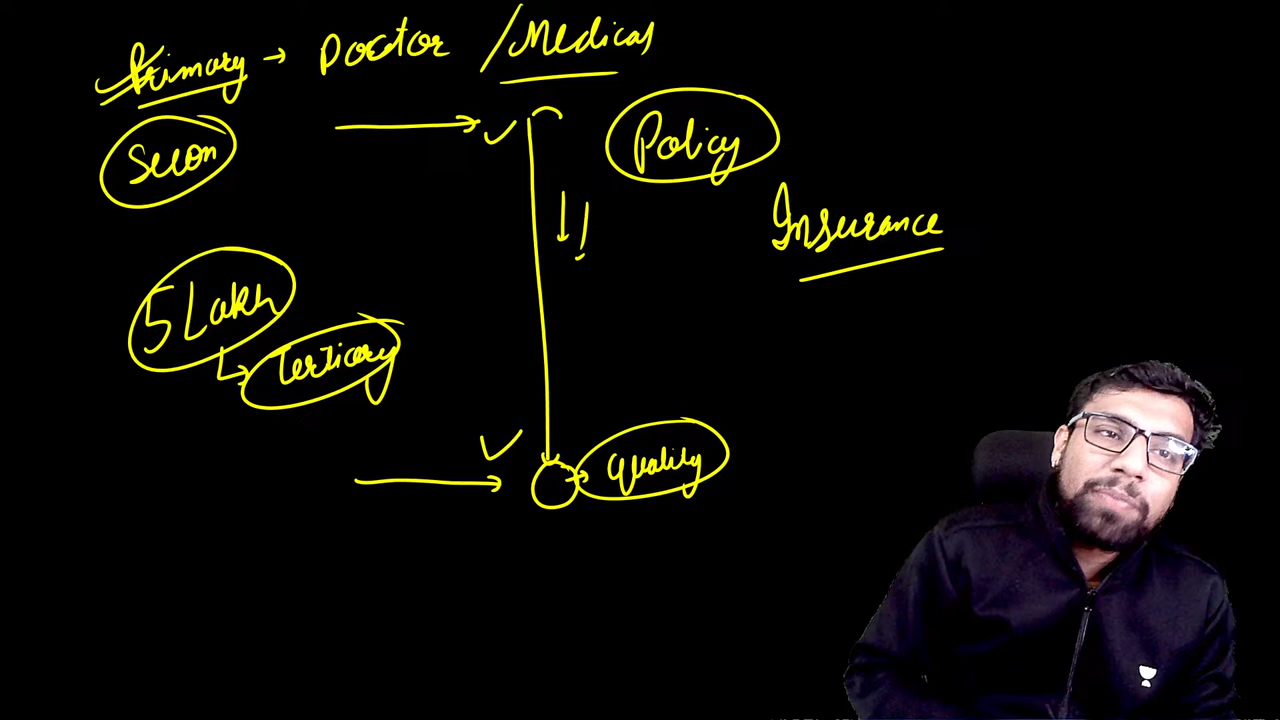 Primary → Doctor / Medical
Secon
Policy
Insurance
5 Lakh
↳ Tertiary
→ Quality